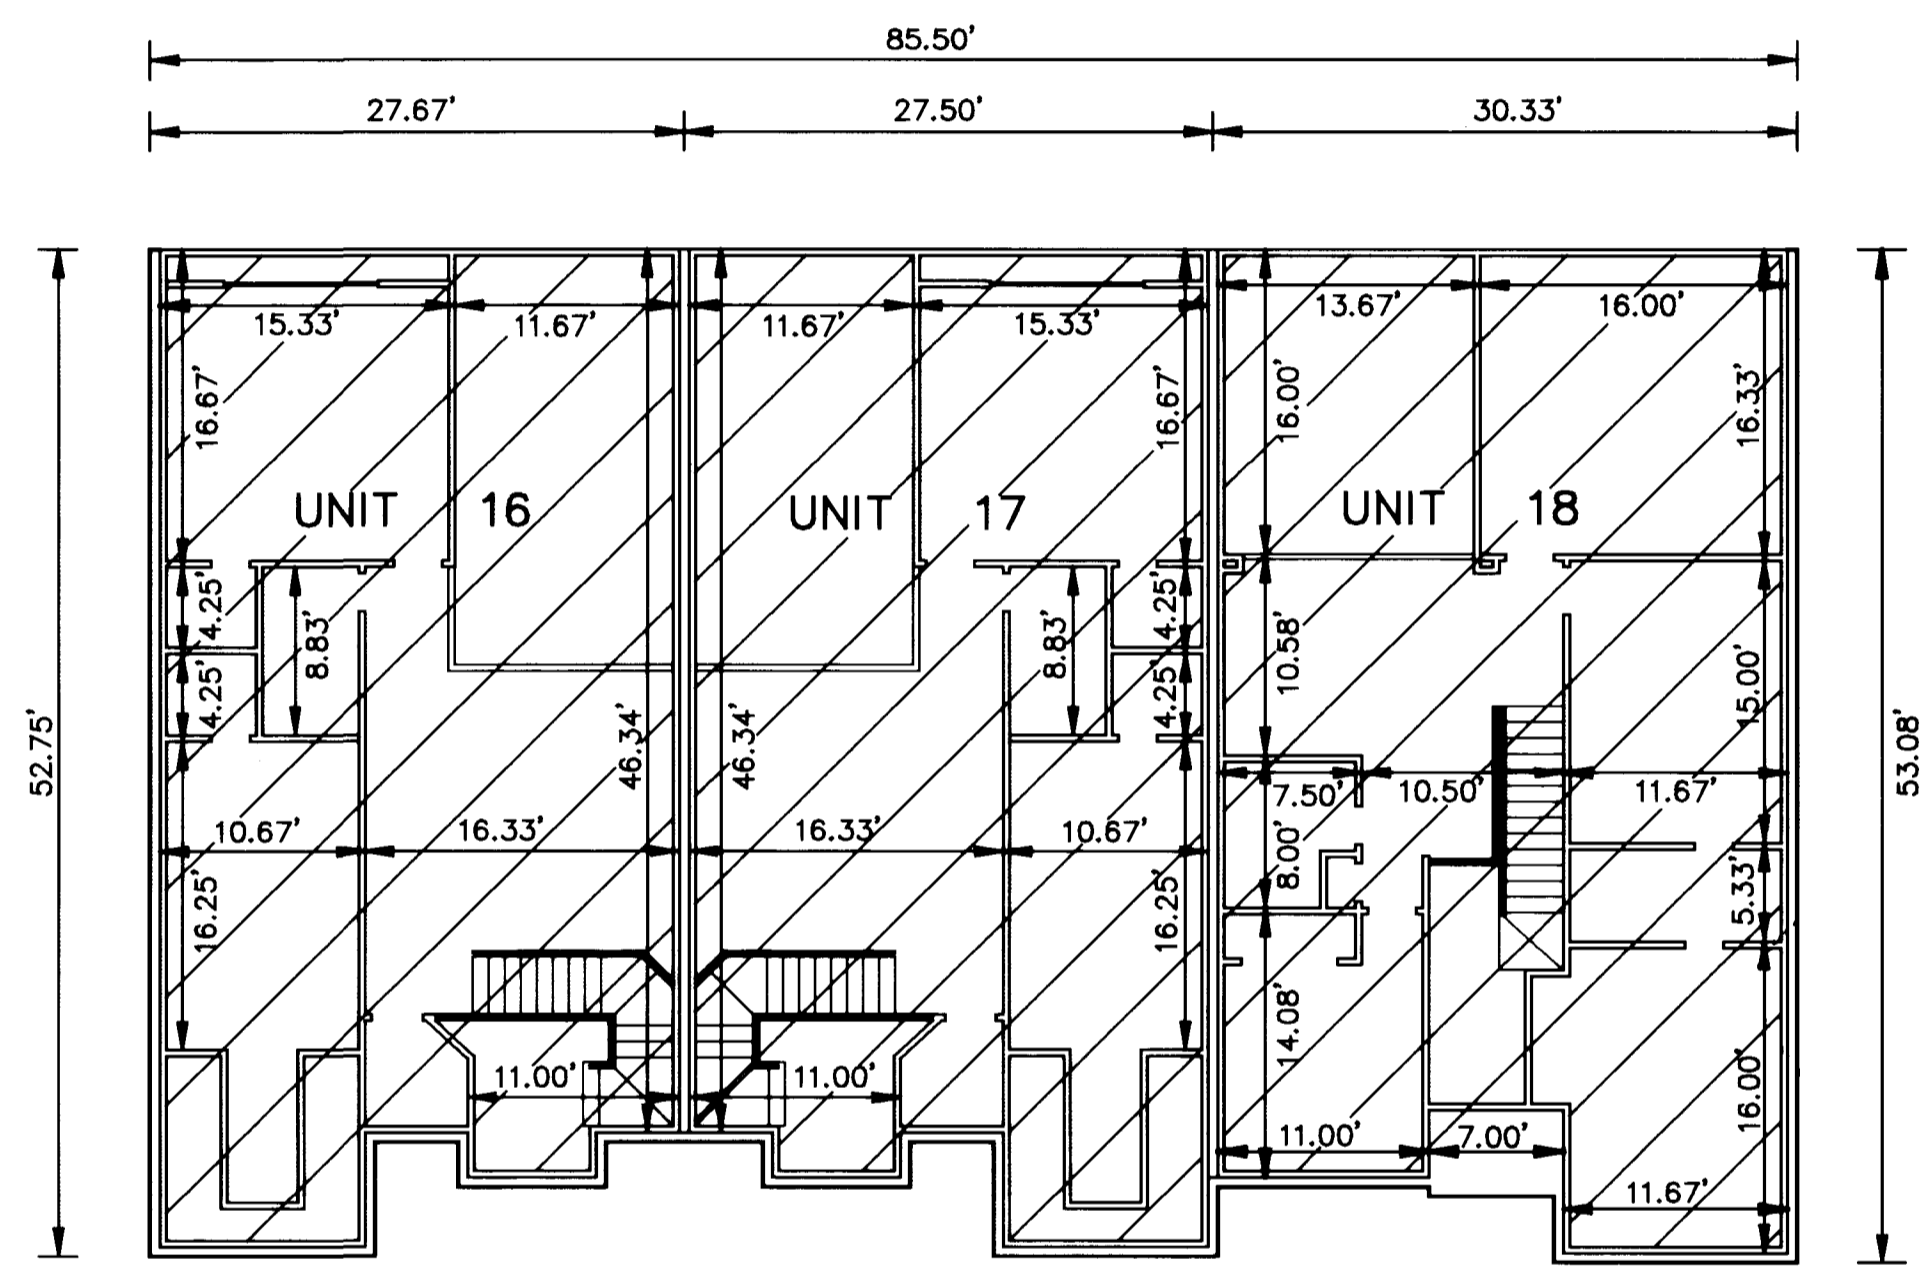 85.50'
27.67' 27.50' 30.33'
15.33' 11.67' 11.67' 15.33' 13.67' 16.00'
16.67' 16.67' 16.00' 16.33'
UNIT 16 UNIT 17 UNIT 18
4.25' 8.83' 8.83' 4.25' 10.58' 15.00'
4.25' 46.34' 46.34' 4.25'
52.75' 53.08'
7.50' 10.50' 11.67'
10.67' 16.33' 16.33' 10.67' 8.00'
16.25' 16.25' 5.33'
14.08' 16.00'
11.00' 11.00'
11.00' 7.00'
11.67'